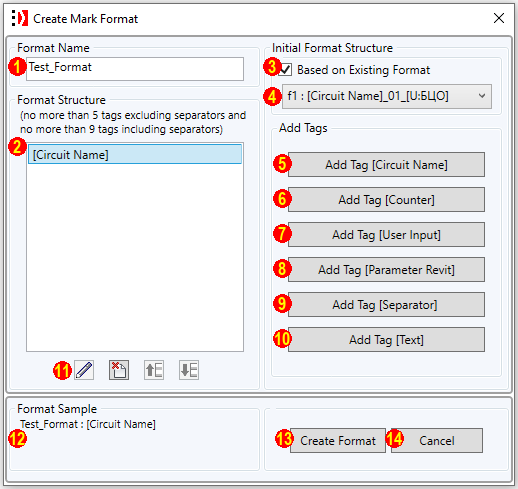 Create Mark Format
Format Name
1 Test_Format
Format Structure
(no more than 5 tags excluding separators and
no more than 9 tags including separators)
2 [Circuit Name]
11
Initial Format Structure
3 Based on Existing Format
4 f1 : [Circuit Name]_01_[U:БЦО]
Add Tags
5 Add Tag [Circuit Name]
6 Add Tag [Counter]
7 Add Tag [User Input]
8 Add Tag [Parameter Revit]
9 Add Tag [Separator]
10 Add Tag [Text]
Format Sample
Test_Format : [Circuit Name]
12
13 Create Format
14 Cancel